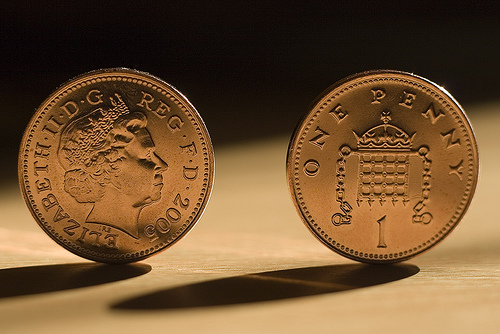 ELIZABETH·II·D·G REG·F·D·2005
IRB
ONE PENNY
1